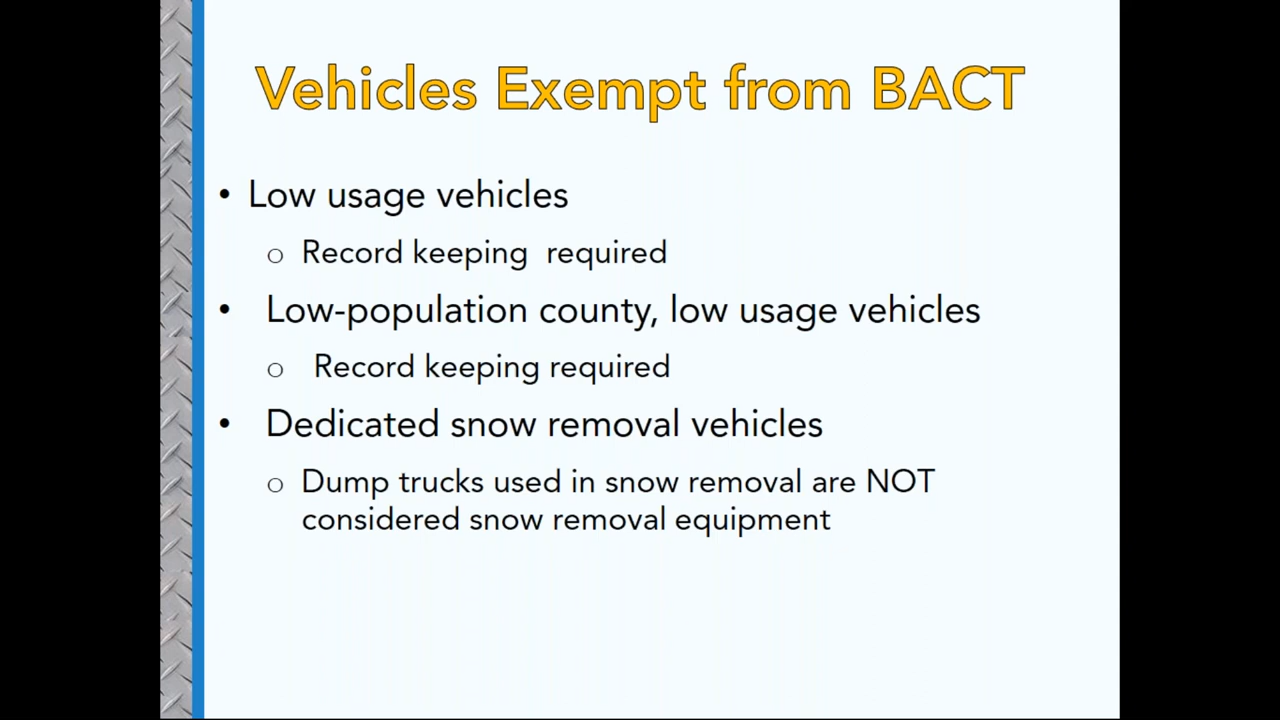 Vehicles Exempt from BACT
• Low usage vehicles
o Record keeping  required
• Low-population county, low usage vehicles
o Record keeping required
• Dedicated snow removal vehicles
o Dump trucks used in snow removal are NOT
considered snow removal equipment